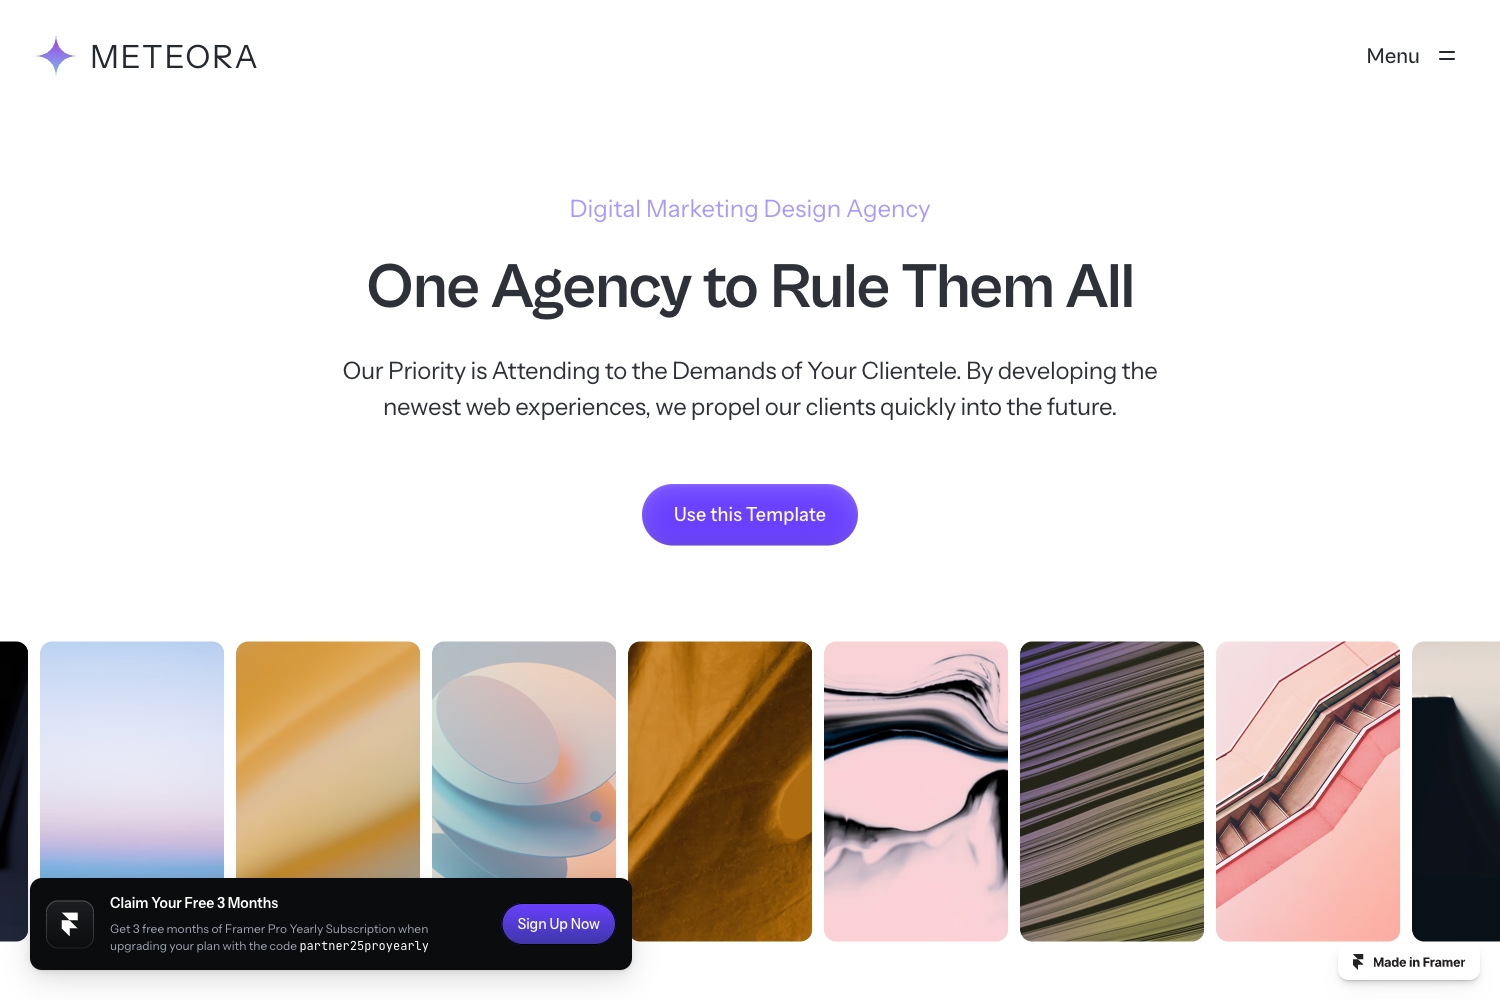 METEORA
Menu
Digital Marketing Design Agency
One Agency to Rule Them All
Our Priority is Attending to the Demands of Your Clientele. By developing the
newest web experiences, we propel our clients quickly into the future.
Use this Template
Claim Your Free 3 Months
Get 3 free months of Framer Pro Yearly Subscription when
upgrading your plan with the code partner25proyearly
Sign Up Now
Made in Framer